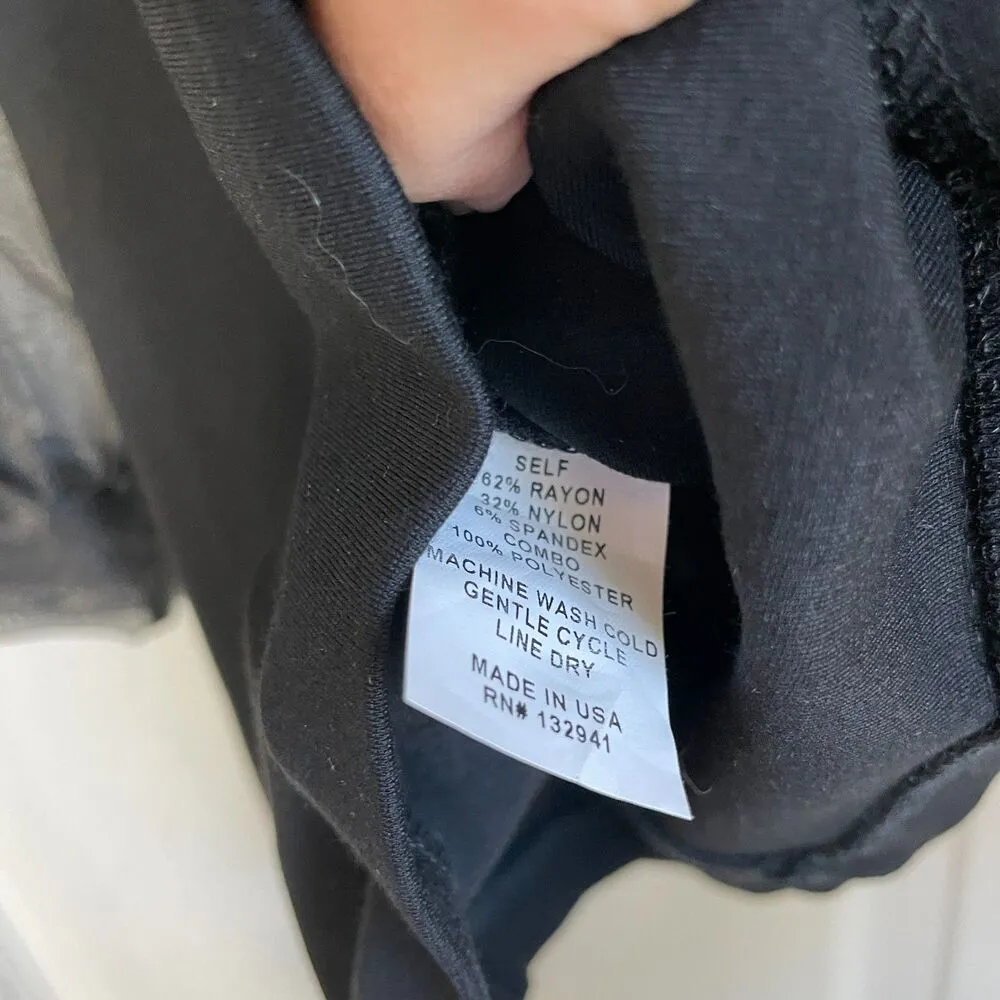 SELF
62% RAYON
32% NYLON
6% SPANDEX
COMBO
100% POLYESTER
MACHINE WASH COLD
GENTLE CYCLE
LINE DRY
MADE IN USA
RN# 132941